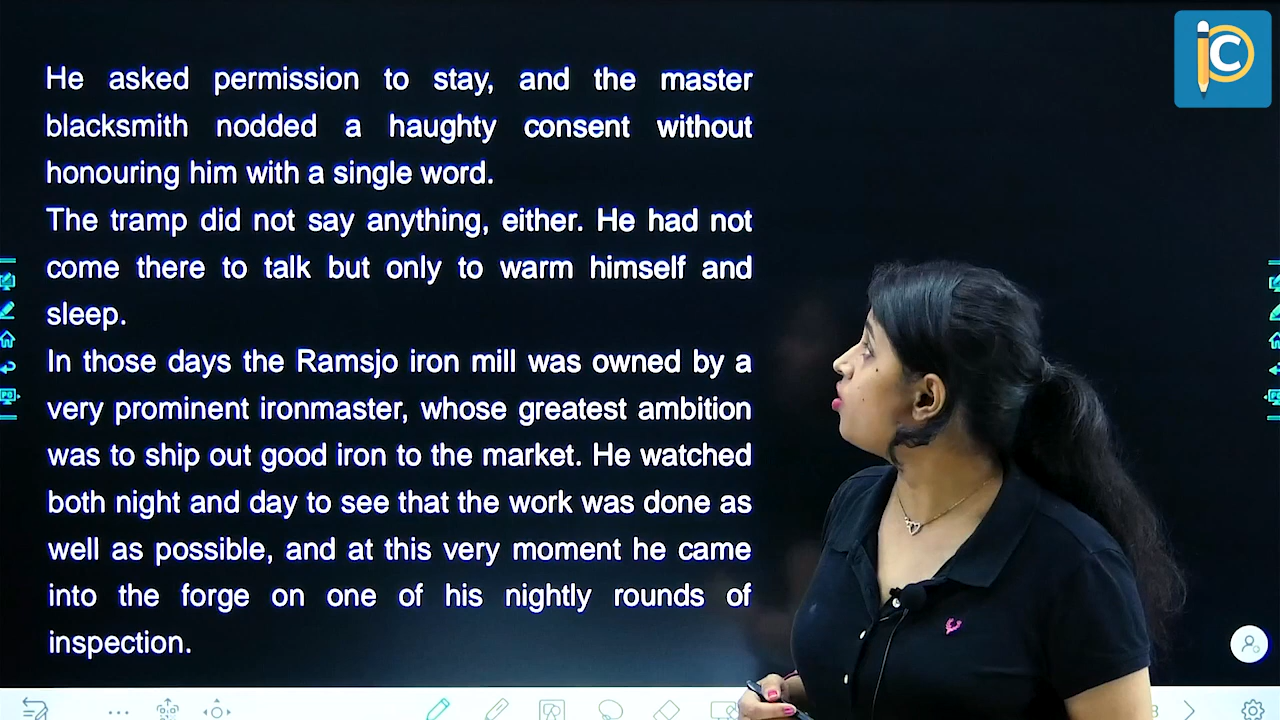 He asked permission to stay, and the master
blacksmith nodded a haughty consent without
honouring him with a single word.
The tramp did not say anything, either. He had not
come there to talk but only to warm himself and
sleep.
In those days the Ramsjo iron mill was owned by a
very prominent ironmaster, whose greatest ambition
was to ship out good iron to the market. He watched
both night and day to see that the work was done as
well as possible, and at this very moment he came
into the forge on one of his nightly rounds of
inspection.